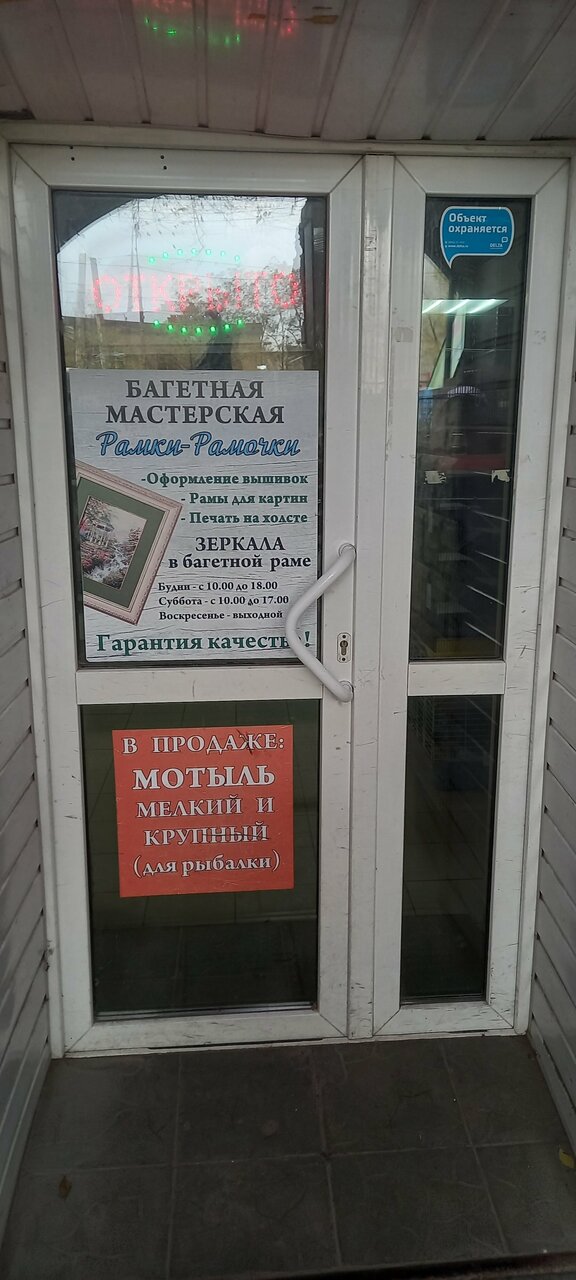 Объект
охраняется
DELTA
ОТКРЫТО
БАГЕТНАЯ
МАСТЕРСКАЯ
Рамки-Рамочки
-Оформление вышивок
- Рамы для картин
- Печать на холсте
ЗЕРКАЛА
в багетной раме
Будни - с 10.00 до 18.00
Суббота - с 10.00 до 17.00
Воскресенье - выходной
Гарантия качества!
В ПРОДАЖЕ:
МОТЫЛЬ
МЕЛКИЙ И
КРУПНЫЙ
(для рыбалки)